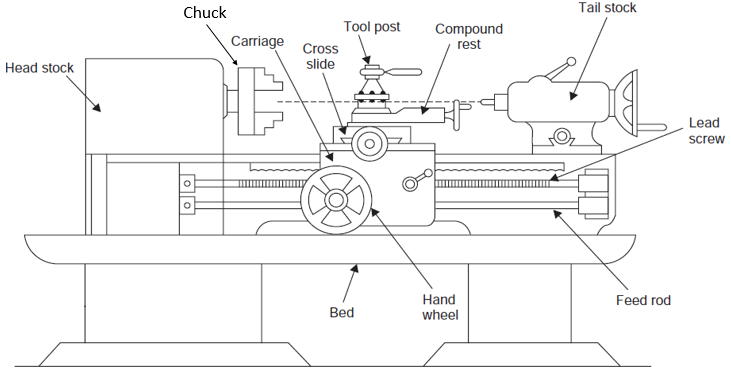 Chuck
Tool post
Tail stock
Carriage
Cross
slide
Compound
rest
Head stock
Lead
screw
Bed
Hand
wheel
Feed rod